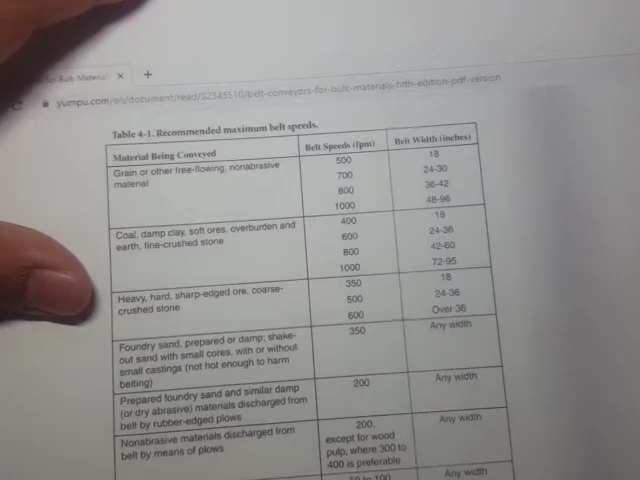 for Bulk Material × +
yumpu.com/en/document/read/32345510/belt-conveyors-for-bulk-materials-fifth-edition-pdf-version
Table 4-1. Recommended maximum belt speeds.
Material Being Conveyed Belt Speeds (fpm) Belt Width (inches)
Grain or other free-flowing, nonabrasive
material
500 18
700 24-30
800 36-42
1000 48-96
Coal, damp clay, soft ores, overburden and
earth, fine-crushed stone
400 18
600 24-36
800 42-60
1000 72-95
Heavy, hard, sharp-edged ore, coarse-
crushed stone
350 18
500 24-36
600 Over 36
Foundry sand, prepared or damp; shake-
out sand with small cores, with or without
small castings (not hot enough to harm
belting)
350 Any width
Prepared foundry sand and similar damp
(or dry abrasive) materials discharged from
belt by rubber-edged plows
200 Any width
Nonabrasive materials discharged from
belt by means of plows
200,
except for wood
pulp, where 300 to
400 is preferable
Any width
50 to 100 Any width